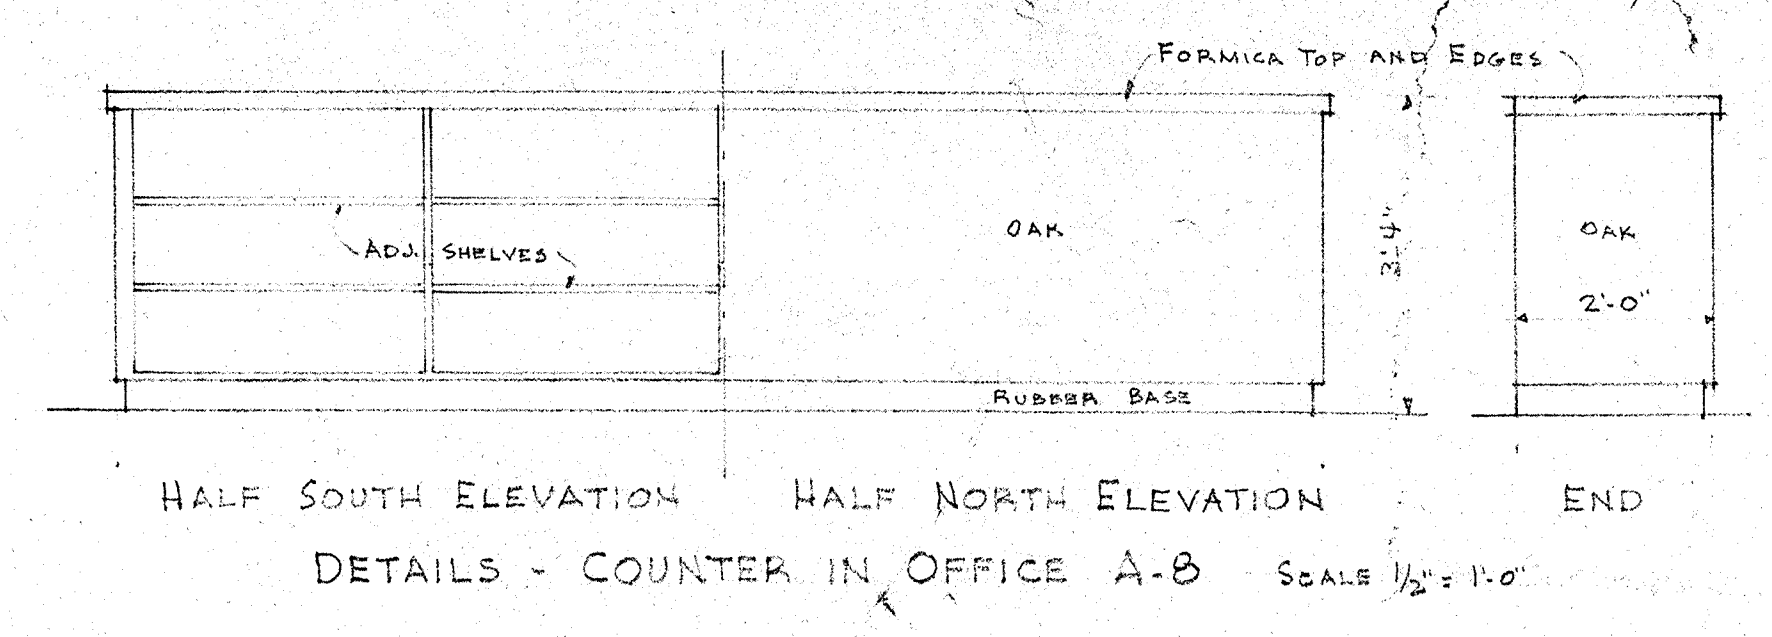 FORMICA TOP AND EDGES
OAK
OAK
ADJ. SHELVES
3'-4"
2'-0"
RUBBER BASE
HALF SOUTH ELEVATION
HALF NORTH ELEVATION
END
DETAILS - COUNTER IN OFFICE A-8 SCALE 1/2" = 1'-0"